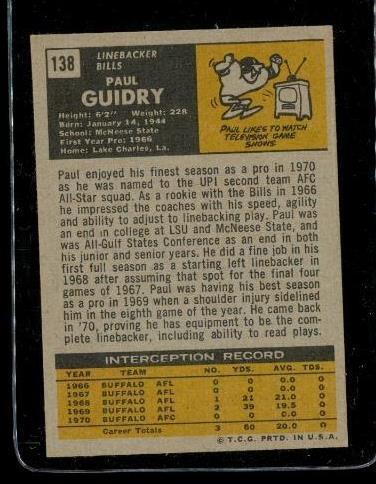 138
LINEBACKER
BILLS
PAUL
GUIDRY
Height: 6'2" Weight: 228
Born: January 14, 1944
School: McNeese State
First Year Pro: 1966
Home: Lake Charles, La.
PAUL LIKES TO WATCH
TELEVISION GAME
SHOWS
Paul enjoyed his finest season as a pro in 1970
as he was named to the UPI second team AFC
All-Star squad. As a rookie with the Bills in 1966
he impressed the coaches with his speed, agility
and ability to adjust to linebacking play. Paul was
an end in college at LSU and McNeese State, and
was All-Gulf States Conference as an end in both
his junior and senior years. He did a fine job in his
first full season as a starting left linebacker in
1968 after assuming that spot for the final four
games of 1967. Paul was having his best season
as a pro in 1969 when a shoulder injury sidelined
him in the eighth game of the year. He came back
in '70, proving he has equipment to be the com-
plete linebacker, including ability to read plays.
INTERCEPTION RECORD
YEAR TEAM NO. YDS. AVG. TDS.
1966 BUFFALO AFL 0 0 0.0 0
1967 BUFFALO AFL 0 0 0.0 0
1968 BUFFALO AFL 1 21 21.0 0
1969 BUFFALO AFL 2 39 19.5 0
1970 BUFFALO AFC 0 0 0.0 0
Career Totals 3 60 20.0 0
© T.C.G. PRTD. IN U.S.A.